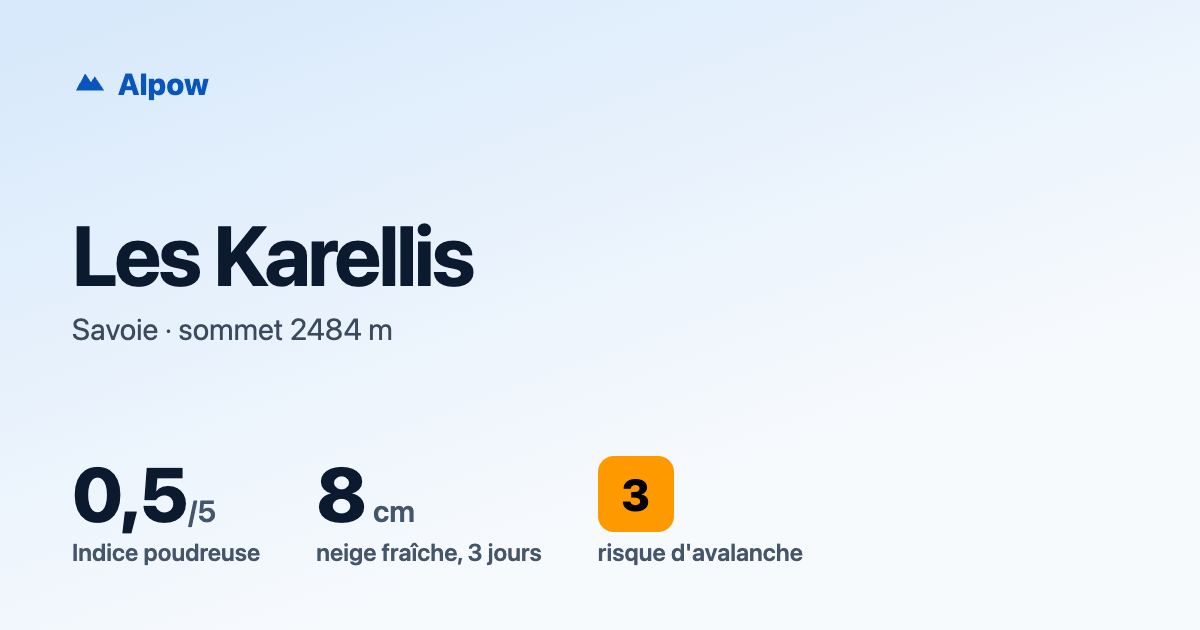 Alpow
Les Karellis
Savoie · sommet 2484 m
0,5/5
Indice poudreuse
8 cm
neige fraîche, 3 jours
3
risque d'avalanche